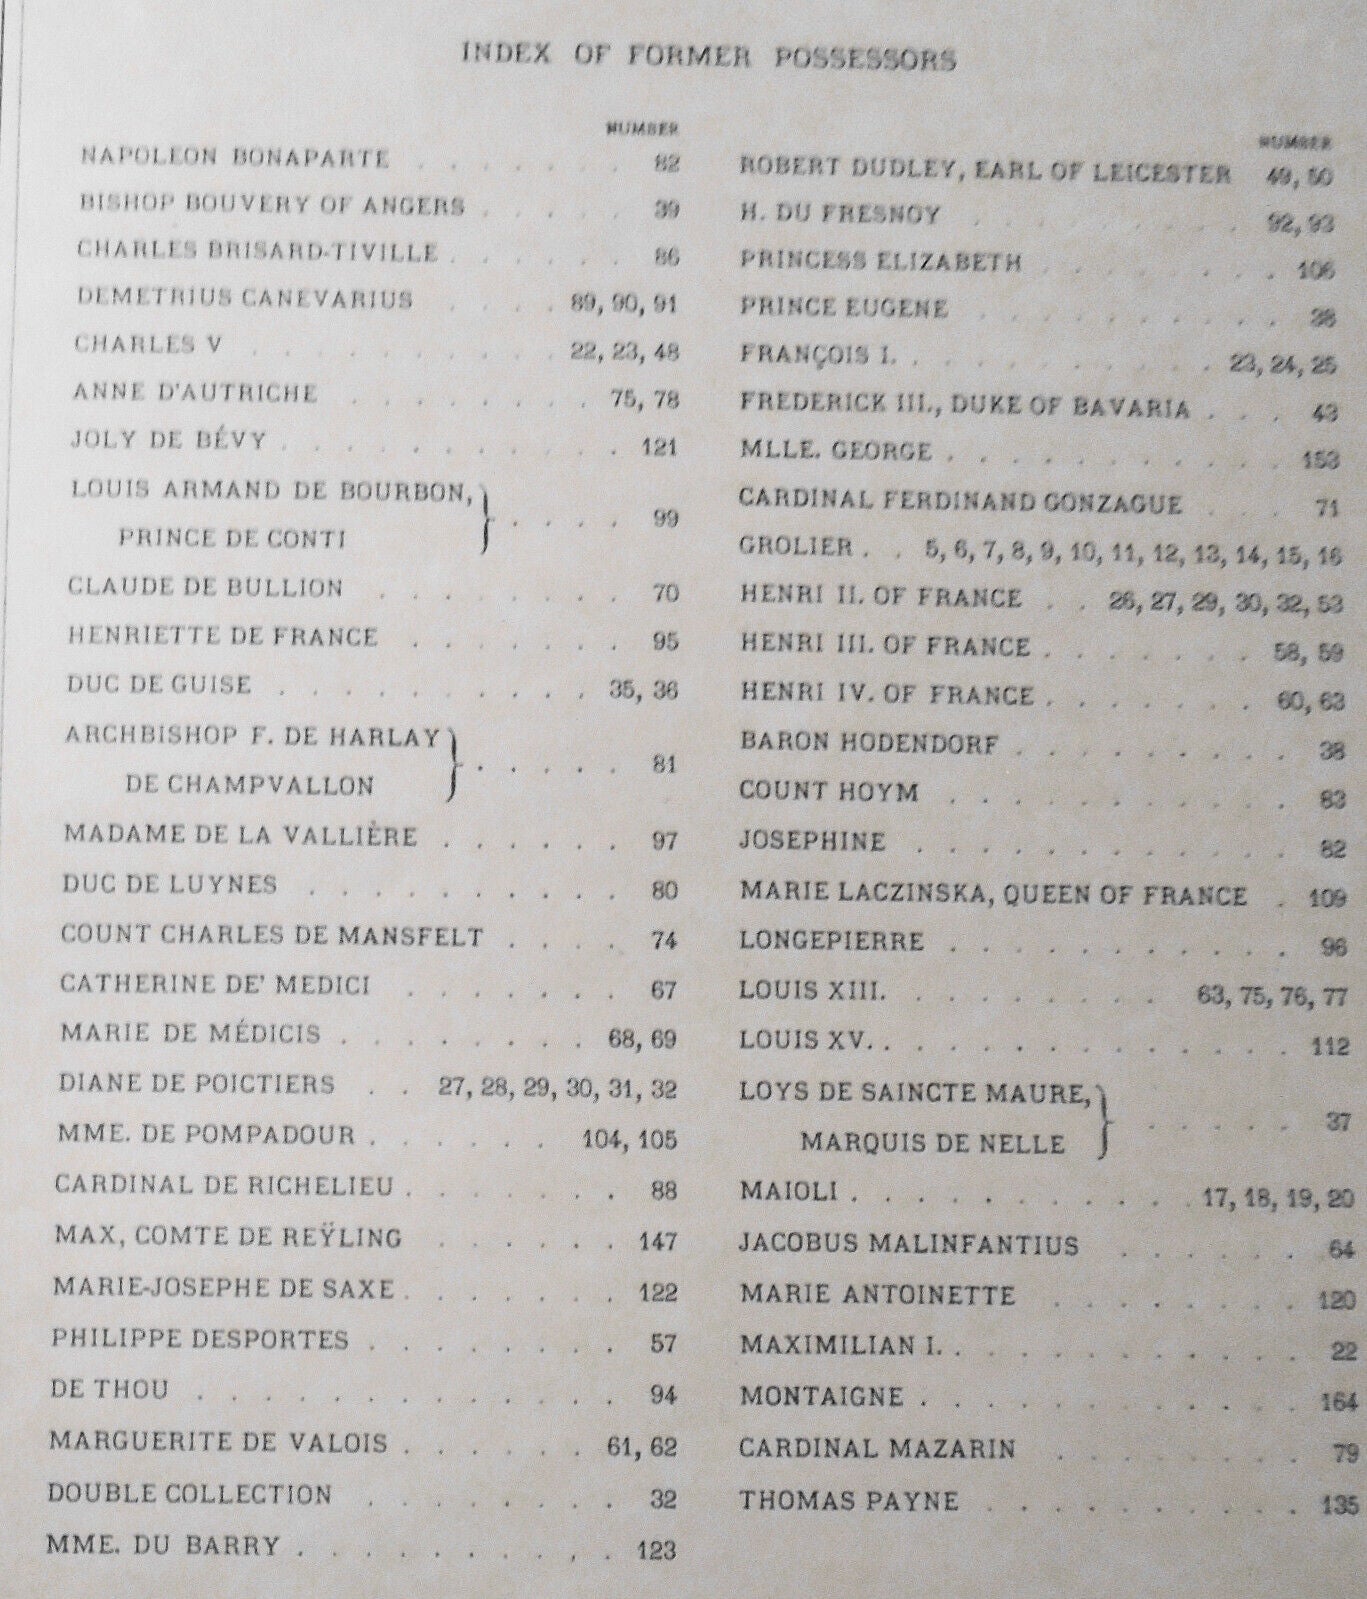 INDEX OF FORMER POSSESSORS
NUMBER
NAPOLEON BONAPARTE . . . . . . . 82
BISHOP BOUVERY OF ANGERS . . . . . 39
CHARLES BRISARD-TIVILLE . . . . . . 86
DEMETRIUS CANEVARIUS . . . . 89, 90, 91
CHARLES V . . . . . . . . . 22, 23, 48
ANNE D'AUTRICHE . . . . . . . . 75, 78
JOLY DE BÉVY . . . . . . . . . . . 121
LOUIS ARMAND DE BOURBON,
PRINCE DE CONTI } . . . . 99
CLAUDE DE BULLION . . . . . . . . 70
HENRIETTE DE FRANCE . . . . . . . 95
DUC DE GUISE . . . . . . . . . . 35, 36
ARCHBISHOP F. DE HARLAY
DE CHAMPVALLON } . . . . . 81
MADAME DE LA VALLIÈRE . . . . . . 97
DUC DE LUYNES . . . . . . . . . . 80
COUNT CHARLES DE MANSFELT . . . . 74
CATHERINE DE' MEDICI . . . . . . . 67
MARIE DE MÉDICIS . . . . . . . . 68, 69
DIANE DE POICTIERS . . 27, 28, 29, 30, 31, 32
MME. DE POMPADOUR . . . . . . 104, 105
CARDINAL DE RICHELIEU . . . . . . . 88
MAX, COMTE DE REŸLING . . . . . . 147
MARIE-JOSEPHE DE SAXE . . . . . . . 122
PHILIPPE DESPORTES . . . . . . . . 57
DE THOU . . . . . . . . . . . . . 94
MARGUERITE DE VALOIS . . . . . . 61, 62
DOUBLE COLLECTION . . . . . . . . 32
MME. DU BARRY . . . . . . . . . . 123
NUMBER
ROBERT DUDLEY, EARL OF LEICESTER 49, 50
H. DU FRESNOY . . . . . . . . . 92, 93
PRINCESS ELIZABETH . . . . . . . . 106
PRINCE EUGENE . . . . . . . . . . 38
FRANÇOIS I. . . . . . . . . . 23, 24, 25
FREDERICK III., DUKE OF BAVARIA . . . 43
MLLE. GEORGE . . . . . . . . . . 153
CARDINAL FERDINAND GONZAGUE . . . 71
GROLIER . . 5, 6, 7, 8, 9, 10, 11, 12, 13, 14, 15, 16
HENRI II. OF FRANCE . . 26, 27, 29, 30, 32, 53
HENRI III. OF FRANCE . . . . . . . 58, 59
HENRI IV. OF FRANCE . . . . . . . 60, 63
BARON HODENDORF . . . . . . . . . 38
COUNT HOYM . . . . . . . . . . . 83
JOSEPHINE . . . . . . . . . . . . 82
MARIE LACZINSKA, QUEEN OF FRANCE . 109
LONGEPIERRE . . . . . . . . . . . 96
LOUIS XIII. . . . . . . . . 63, 75, 76, 77
LOUIS XV. . . . . . . . . . . . . 112
LOYS DE SAINCTE MAURE,
MARQUIS DE NELLE } . . . . . 37
MAIOLI . . . . . . . . . . 17, 18, 19, 20
JACOBUS MALINFANTIUS . . . . . . 64
MARIE ANTOINETTE . . . . . . . . 120
MAXIMILIAN I. . . . . . . . . . . 22
MONTAIGNE . . . . . . . . . . . . 164
CARDINAL MAZARIN . . . . . . . . 79
THOMAS PAYNE . . . . . . . . . . 135